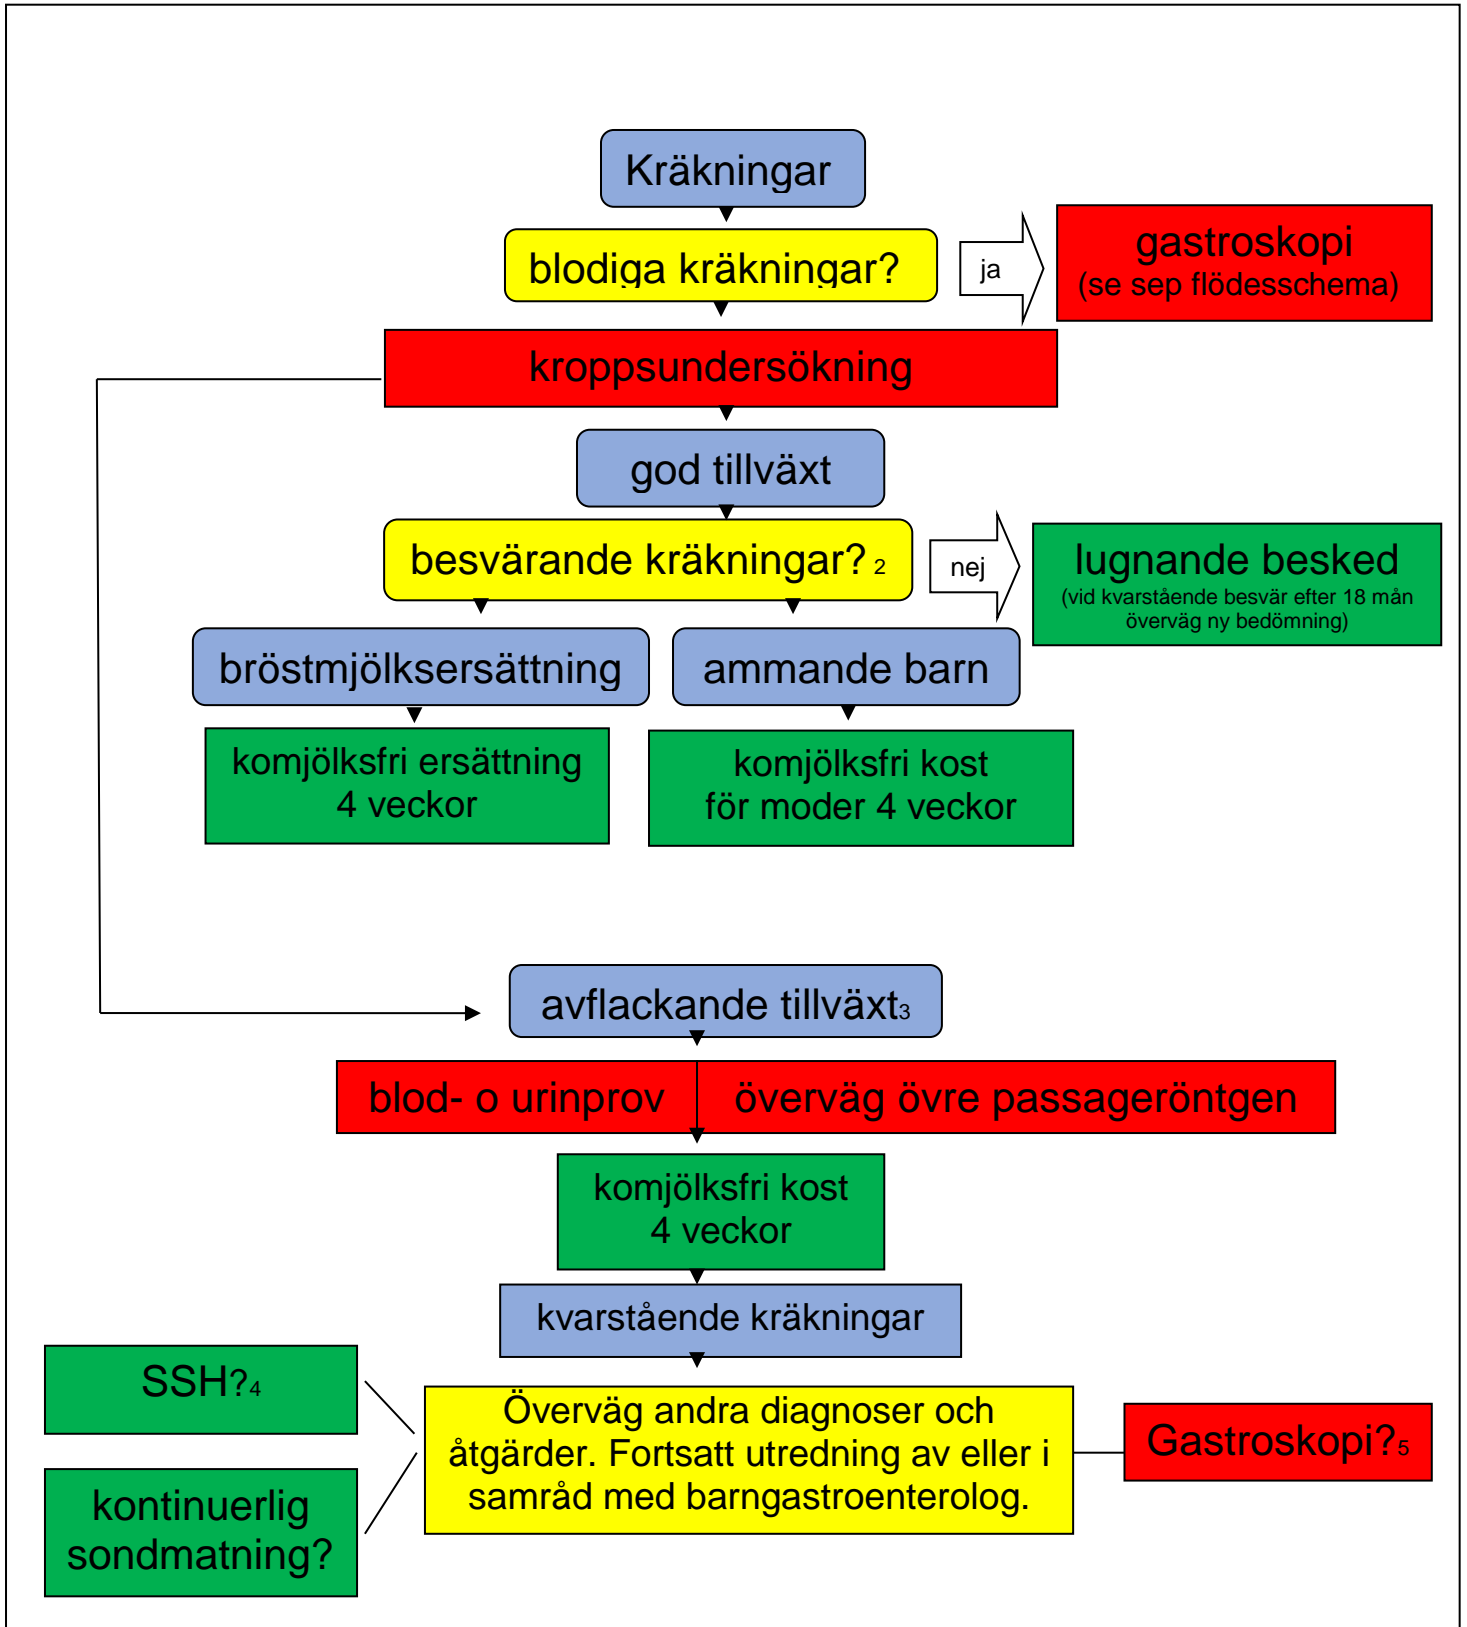 Kräkningar
blodiga kräkningar?
ja
gastroskopi
(se sep flödesschema)
kroppsundersökning
god tillväxt
besvärande kräkningar? 2
nej
lugnande besked
(vid kvarstående besvär efter 18 mån
överväg ny bedömning)
bröstmjölksersättning
ammande barn
komjölksfri ersättning
4 veckor
komjölksfri kost
för moder 4 veckor
avflackande tillväxt3
blod- o urinprov
överväg övre passageröntgen
komjölksfri kost
4 veckor
kvarstående kräkningar
SSH?4
kontinuerlig
sondmatning?
Överväg andra diagnoser och
åtgärder. Fortsatt utredning av eller i
samråd med barngastroenterolog.
Gastroskopi?5